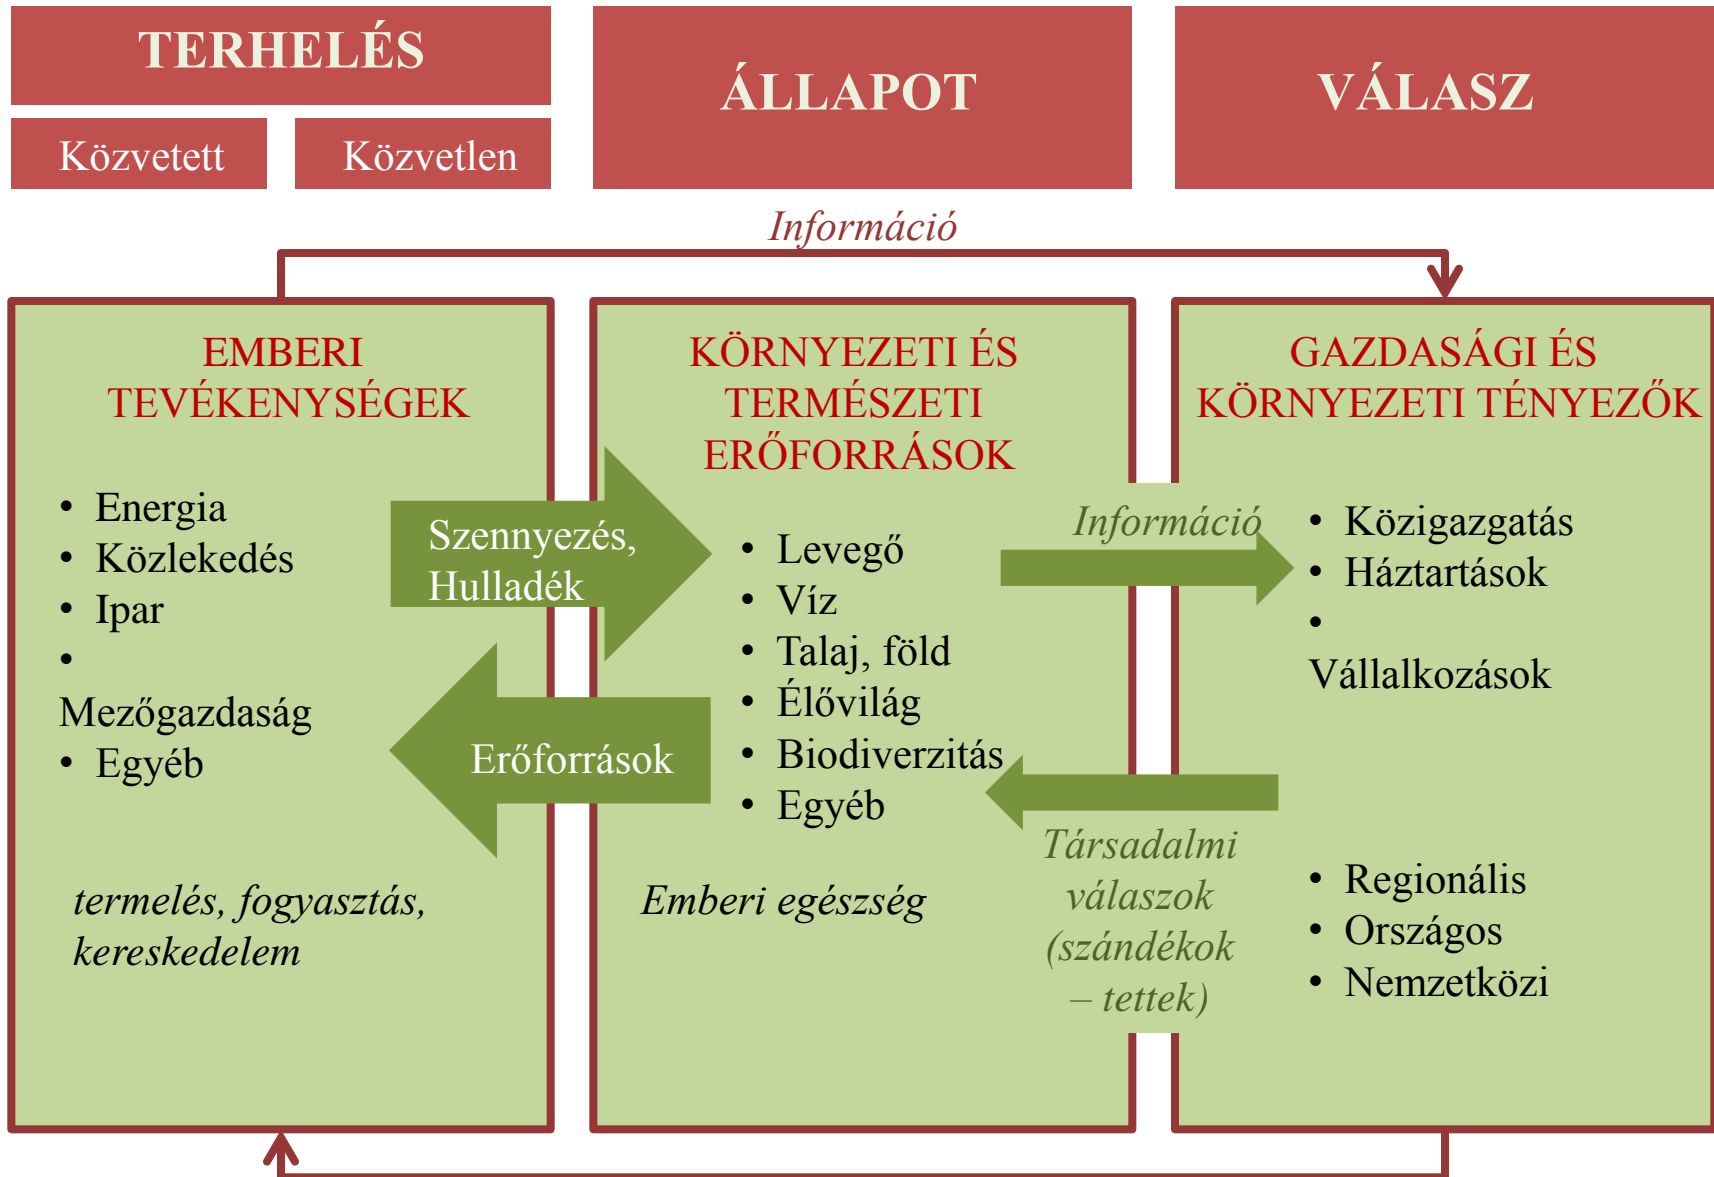 TERHELÉS
Közvetett
Közvetlen
ÁLLAPOT
VÁLASZ
Információ
EMBERI
TEVÉKENYSÉGEK
• Energia
• Közlekedés
• Ipar
•
Mezőgazdaság
• Egyéb
termelés, fogyasztás,
kereskedelem
Szennyezés,
Hulladék
Erőforrások
KÖRNYEZETI ÉS
TERMÉSZETI
ERŐFORRÁSOK
• Levegő
• Víz
• Talaj, föld
• Élővilág
• Biodiverzitás
• Egyéb
Emberi egészség
Információ
Társadalmi
válaszok
(szándékok
– tettek)
GAZDASÁGI ÉS
KÖRNYEZETI TÉNYEZŐK
• Közigazgatás
• Háztartások
•
Vállalkozások
• Regionális
• Országos
• Nemzetközi